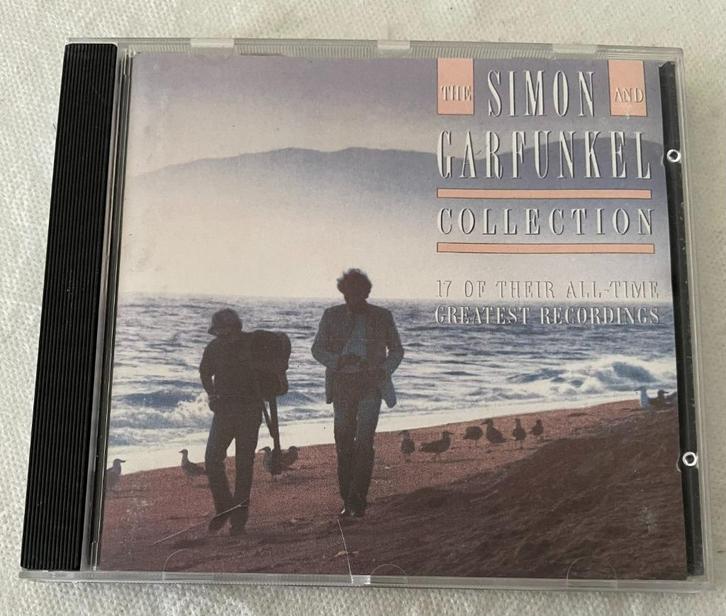 THE SIMON AND
GARFUNKEL
COLLECTION
17 OF THEIR ALL-TIME
GREATEST RECORDINGS